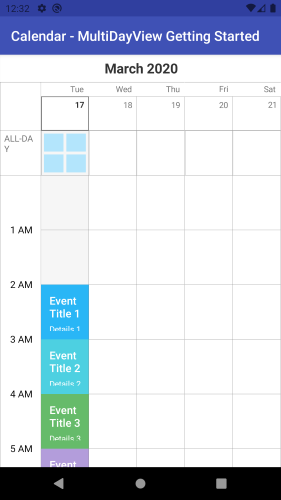 12:32
Calendar - MultiDayView Getting Started
March 2020
Tue Wed Thu Fri Sat
17 18 19 20 21
ALL-DA
Y
1 AM
2 AM
Event
Title 1
Details 1
3 AM
Event
Title 2
Details 2
4 AM
Event
Title 3
Details 3
5 AM
Event